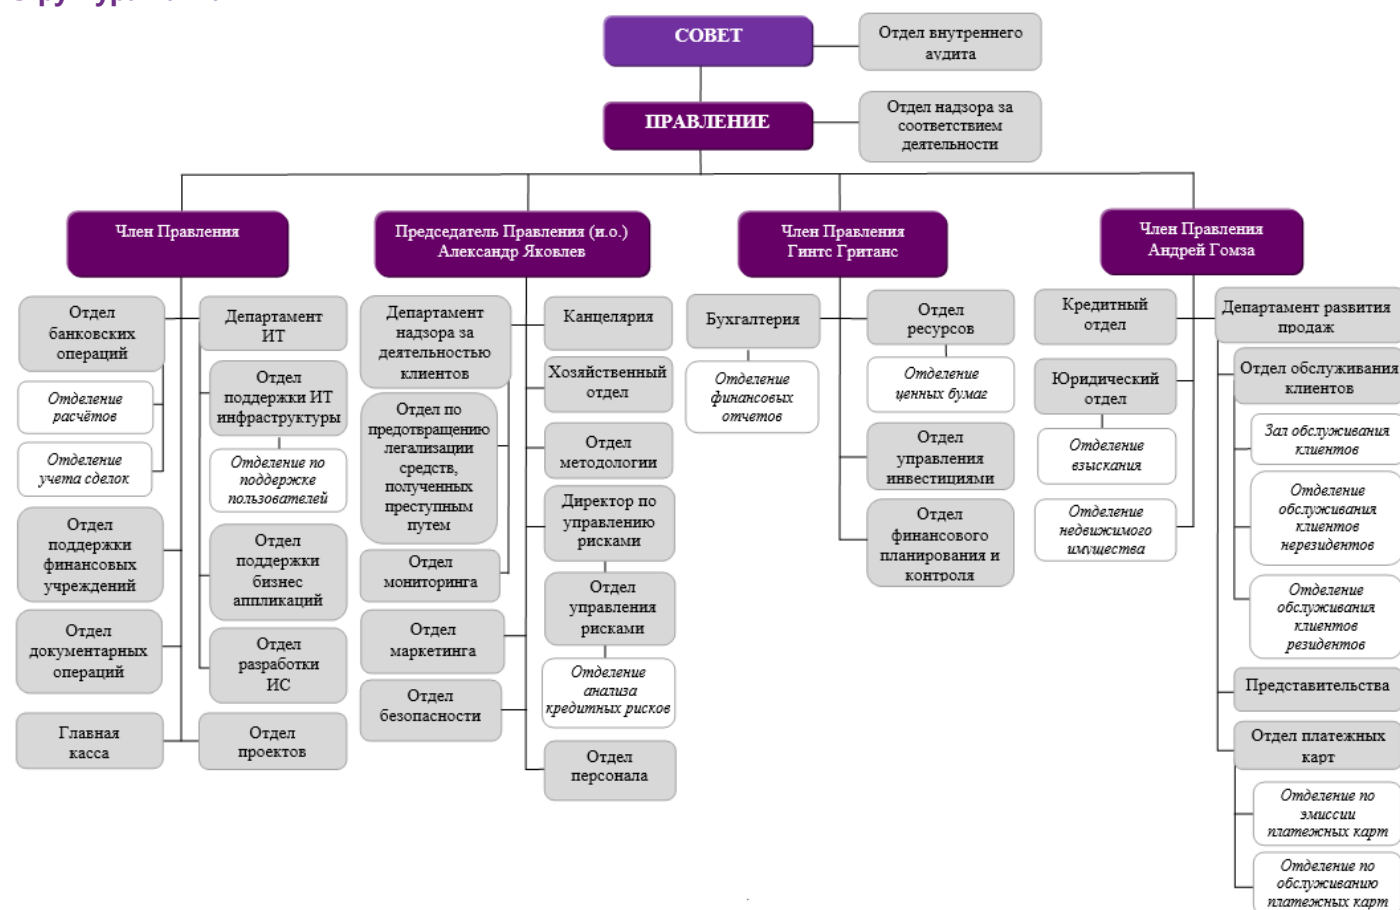 СОВЕТ
Отдел внутреннего
аудита
ПРАВЛЕНИЕ
Отдел надзора за
соответствием
деятельности
Член Правления
Председатель Правления (и.о.)
Александр Яковлев
Член Правления
Гинтс Гританс
Член Правления
Андрей Гомза
Отдел
банковских
операций
Отделение
расчётов
Отделение
учета сделок
Отдел
поддержки
финансовых
учреждений
Отдел
документарных
операций
Главная
касса
Департамент
ИТ
Отдел
поддержки ИТ
инфраструктуры
Отделение по
поддержке
пользователей
Отдел
поддержки
бизнес
аппликаций
Отдел
разработки
ИС
Отдел
проектов
Департамент
надзора за
деятельностью
клиентов
Отдел по
предотвращению
легализации
средств,
полученных
преступным
путем
Отдел
мониторинга
Отдел
маркетинга
Отдел
безопасности
Канцелярия
Хозяйственный
отдел
Отдел
методологии
Директор по
управлению
рисками
Отдел
управления
рисками
Отделение
анализа
кредитных рисков
Отдел
персонала
Бухгалтерия
Отделение
финансовых
отчетов
Отдел
ресурсов
Отделение
ценных бумаг
Отдел
управления
инвестициями
Отдел
финансового
планирования и
контроля
Кредитный
отдел
Юридический
отдел
Отделение
взыскания
Отделение
недвижимого
имущества
Департамент развития
продаж
Отдел обслуживания
клиентов
Зал обслуживания
клиентов
Отделение
обслуживания
клиентов
нерезидентов
Отделение
обслуживания
клиентов
резидентов
Представительства
Отдел платежных
карт
Отделение по
эмиссии
платежных карт
Отделение по
обслуживанию
платежных карт